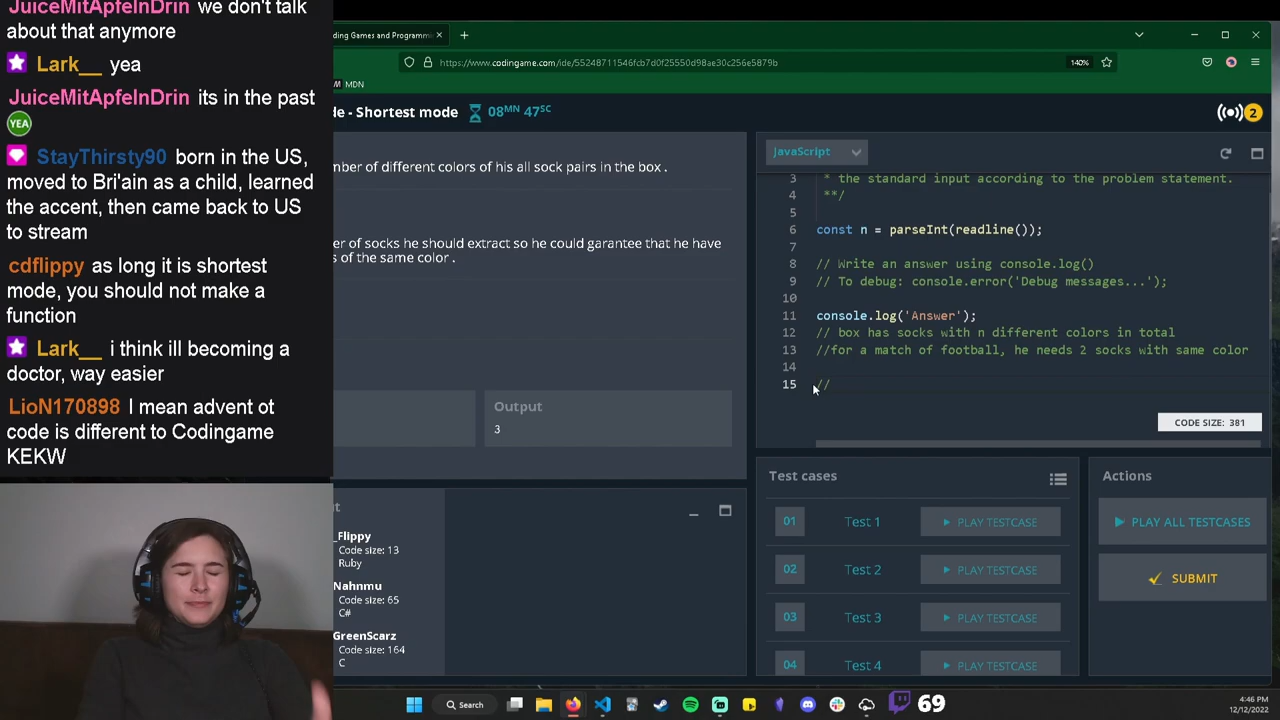 JuiceMitApfelnDrin we don't talk
about that anymore
Lark__ yea
JuiceMitApfelnDrin its in the past
YEA
StayThirsty90 born in the US,
moved to Bri'ain as a child, learned
the accent, then came back to US
to stream
cdflippy as long it is shortest
mode, you should not make a
function
Lark__ i think ill becoming a
doctor, way easier
LioN170898 I mean advent ot
code is different to Codingame
KEKW
ding Games and Programmi
https://www.codingame.com/ide/55248711546fcb7d0f25550d98ae30c256e5879b
140%
MDN
de - Shortest mode 08MN 47SC
2
mber of different colors of his all sock pairs in the box .
er of socks he should extract so he could garantee that he have
s of the same color .
Output
3
ut
_Flippy
Code size: 13
Ruby
Nahnmu
Code size: 65
C#
GreenScarz
Code size: 164
C
JavaScript
3 * the standard input according to the problem statement.
4 **/
5
6 const n = parseInt(readline());
7
8 // Write an answer using console.log()
9 // To debug: console.error('Debug messages...');
10
11 console.log('Answer');
12 // box has socks with n different colors in total
13 //for a match of football, he needs 2 socks with same color
14
15 //
CODE SIZE: 381
Test cases
01 Test 1 PLAY TESTCASE
02 Test 2 PLAY TESTCASE
03 Test 3 PLAY TESTCASE
04 Test 4 PLAY TESTCASE
Actions
PLAY ALL TESTCASES
SUBMIT
Search
69
4:46 PM
12/12/2022